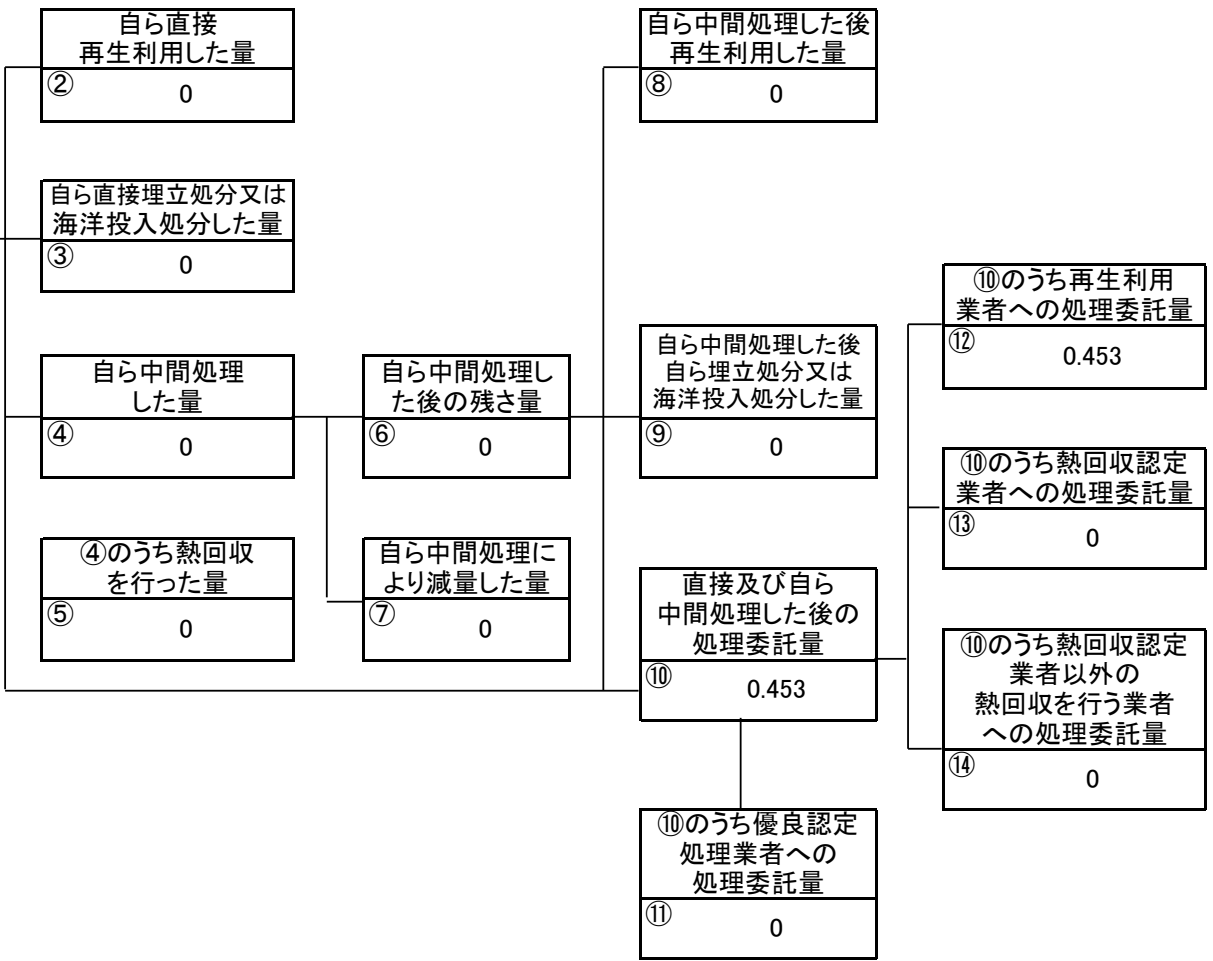 自ら直接
再生利用した量
②
0
自ら直接埋立処分又は
海洋投入処分した量
③
0
自ら中間処理
した量
④
0
④のうち熱回収
を行った量
⑤
0
自ら中間処理し
た後の残さ量
⑥
0
自ら中間処理に
より減量した量
⑦
0
自ら中間処理した後
再生利用した量
⑧
0
自ら中間処理した後
自ら埋立処分又は
海洋投入処分した量
⑨
0
直接及び自ら
中間処理した後の
処理委託量
⑩
0.453
⑩のうち優良認定
処理業者への
処理委託量
⑪
0
⑩のうち再生利用
業者への処理委託量
⑫
0.453
⑩のうち熱回収認定
業者への処理委託量
⑬
0
⑩のうち熱回収認定
業者以外の
熱回収を行う業者
への処理委託量
⑭
0